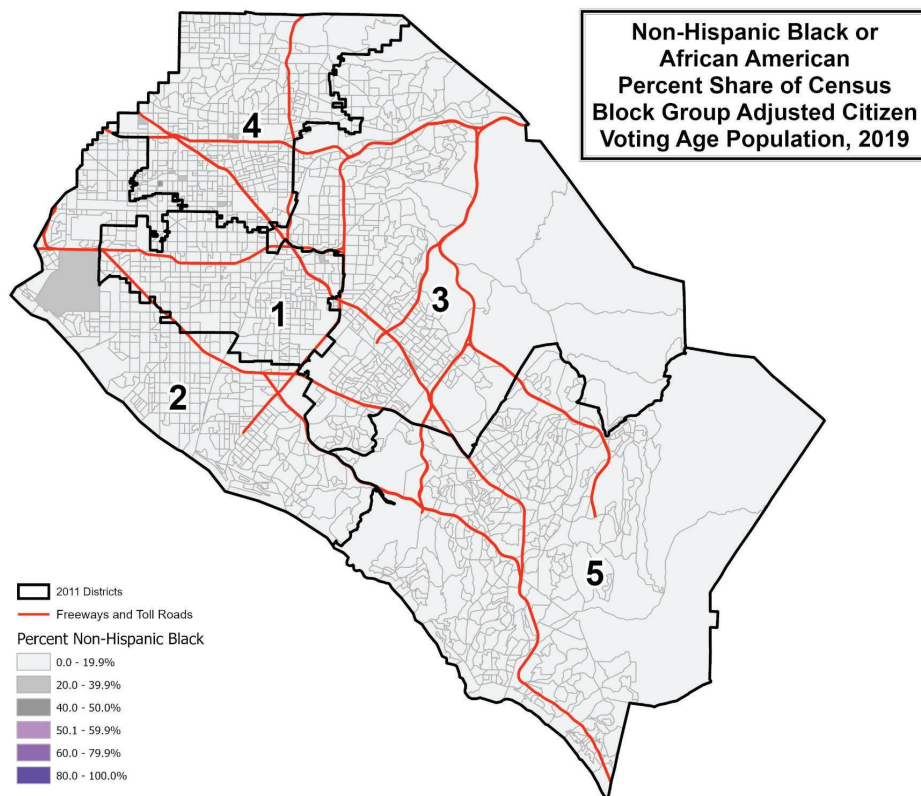 Non-Hispanic Black or
African American
Percent Share of Census
Block Group Adjusted Citizen
Voting Age Population, 2019
4
3
1
2
5
2011 Districts
Freeways and Toll Roads
Percent Non-Hispanic Black
0.0 - 19.9%
20.0 - 39.9%
40.0 - 50.0%
50.1 - 59.9%
60.0 - 79.9%
80.0 - 100.0%